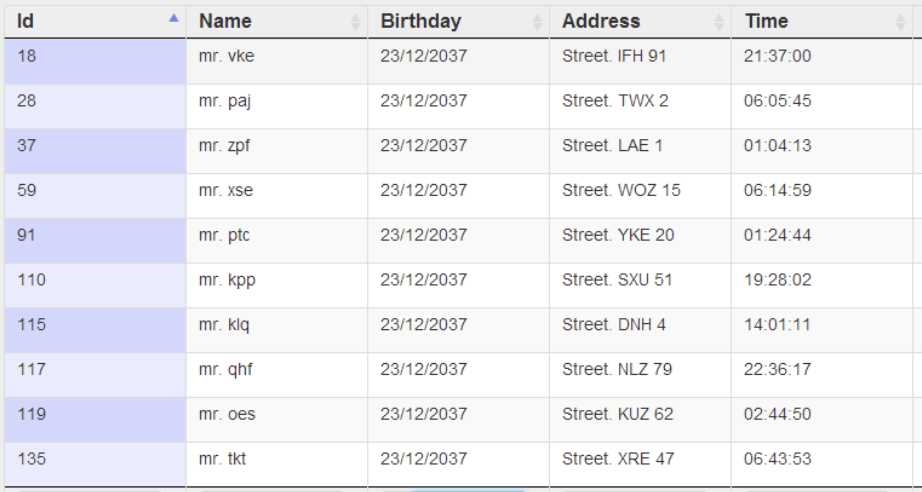 Id Name Birthday Address Time
18 mr. vke 23/12/2037 Street. IFH 91 21:37:00
28 mr. paj 23/12/2037 Street. TWX 2 06:05:45
37 mr. zpf 23/12/2037 Street. LAE 1 01:04:13
59 mr. xse 23/12/2037 Street. WOZ 15 06:14:59
91 mr. ptc 23/12/2037 Street. YKE 20 01:24:44
110 mr. kpp 23/12/2037 Street. SXU 51 19:28:02
115 mr. klq 23/12/2037 Street. DNH 4 14:01:11
117 mr. qhf 23/12/2037 Street. NLZ 79 22:36:17
119 mr. oes 23/12/2037 Street. KUZ 62 02:44:50
135 mr. tkt 23/12/2037 Street. XRE 47 06:43:53